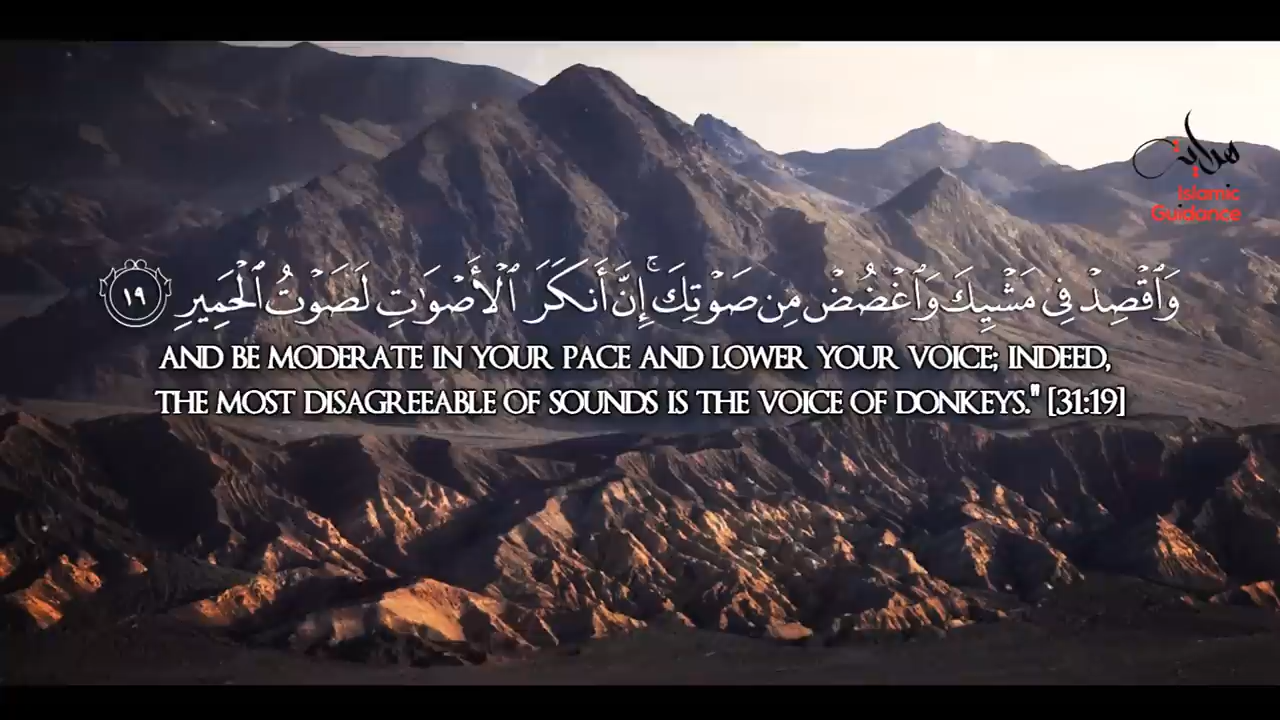 هداية
Islamic
Guidance
وَٱقْصِدْ فِى مَشْيِكَ وَٱغْضُضْ مِن صَوْتِكَ ۚ إِنَّ أَنكَرَ ٱلْأَصْوَٰتِ لَصَوْتُ ٱلْحَمِيرِ ١٩
AND BE MODERATE IN YOUR PACE AND LOWER YOUR VOICE; INDEED,
THE MOST DISAGREEABLE OF SOUNDS IS THE VOICE OF DONKEYS." [31:19]